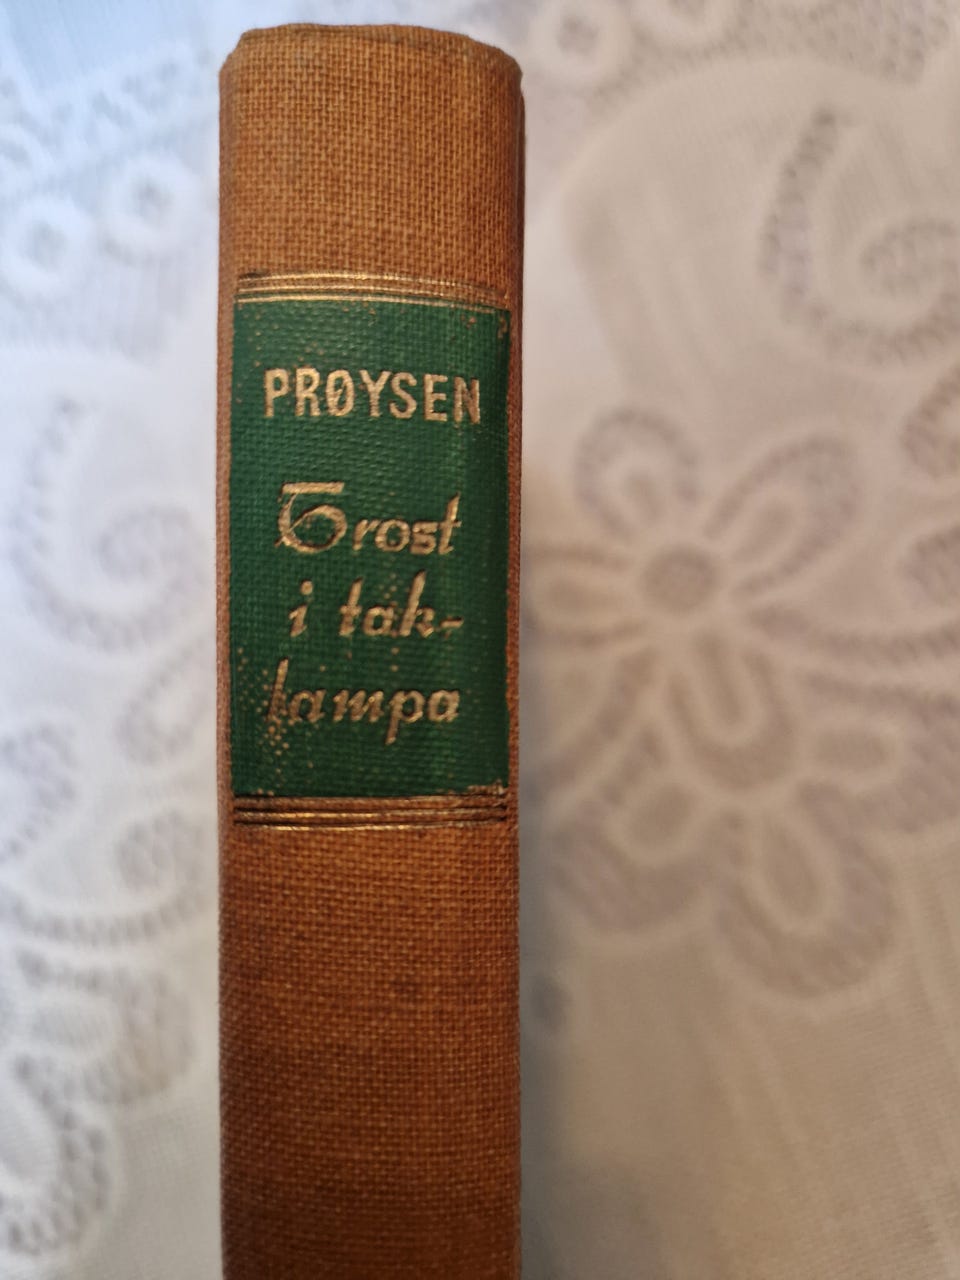 PRØYSEN
Trost
i tak-
lampa